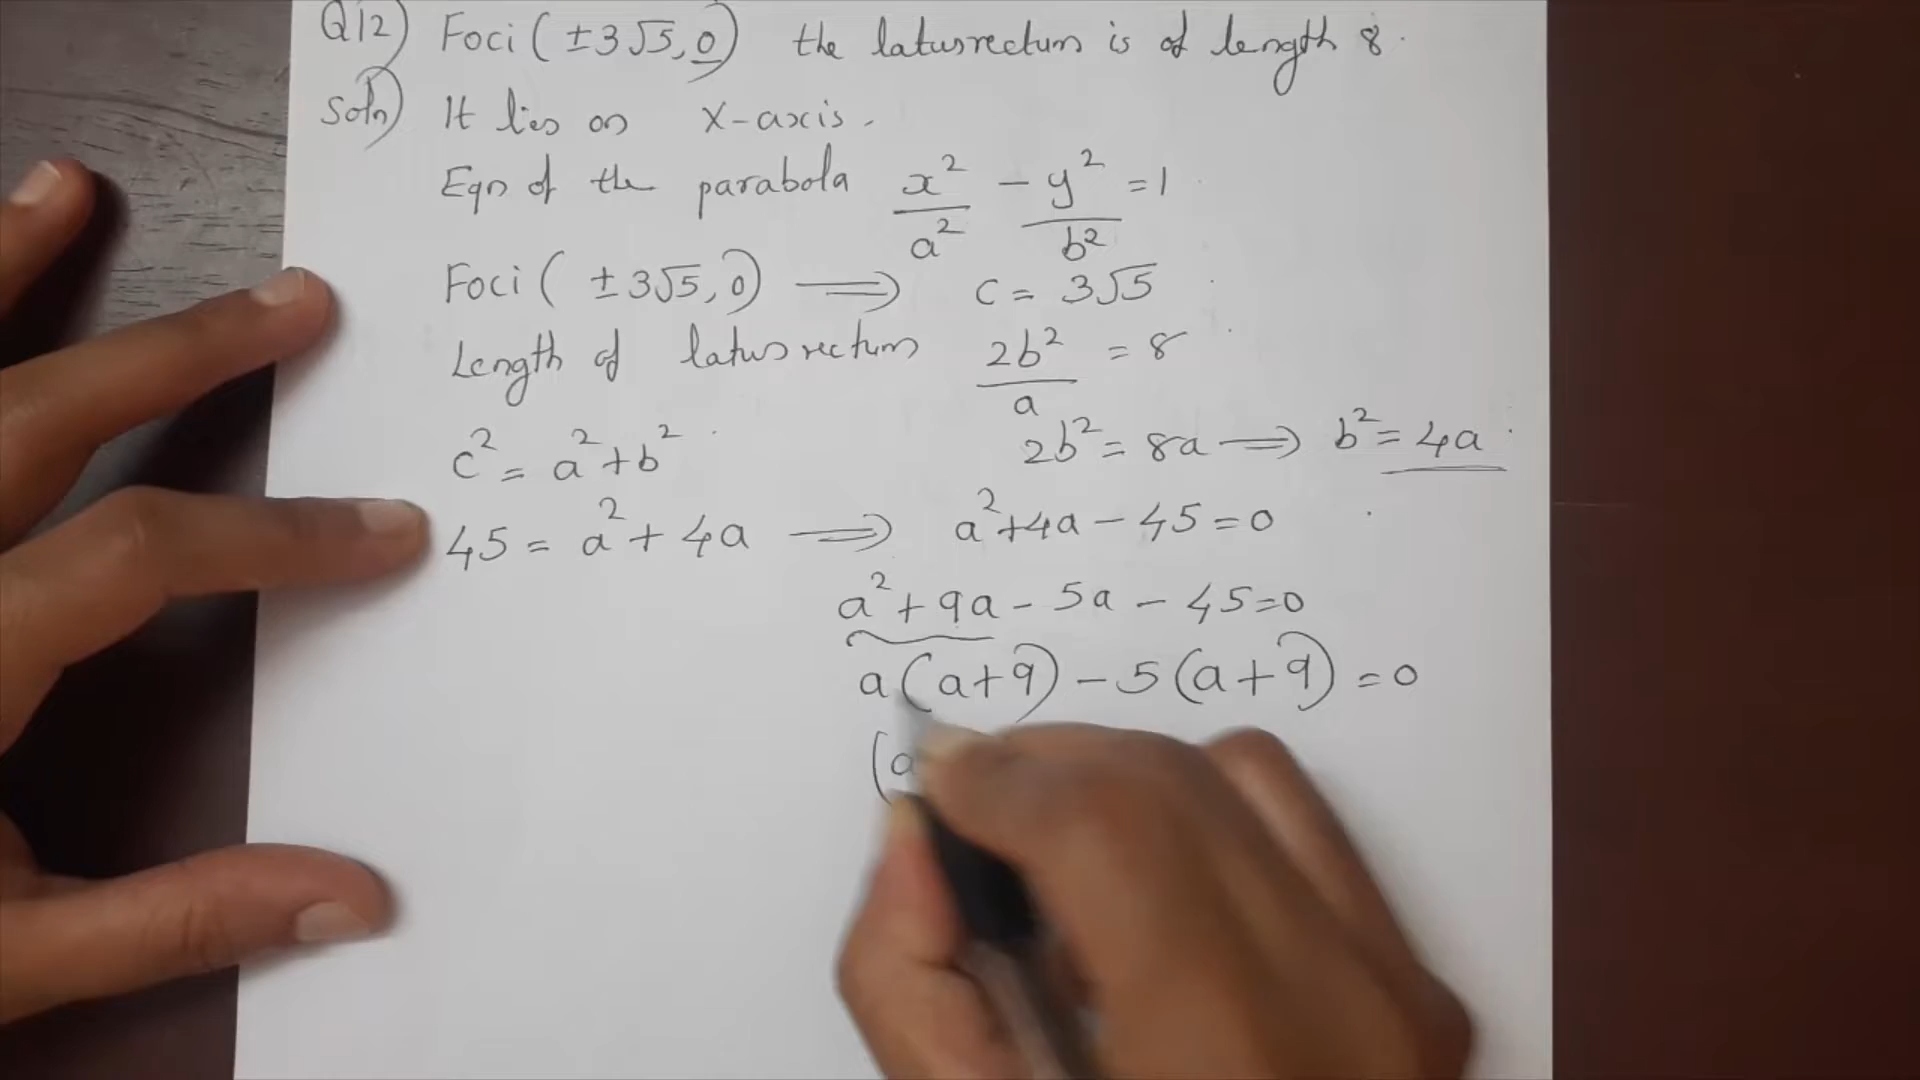 Q12) Foci (±3√5, 0) the latusrectum is of length 8.
Soln) It lies on X-axis.
Eqn of the parabola x²/a² - y²/b² = 1
Foci (±3√5, 0) ⟹ c = 3√5
Length of latusrectum 2b²/a = 8
2b² = 8a ⟹ b² = 4a
c² = a² + b²
45 = a² + 4a ⟹ a² + 4a - 45 = 0
a² + 9a - 5a - 45 = 0
a(a+9) - 5(a+9) = 0
(a